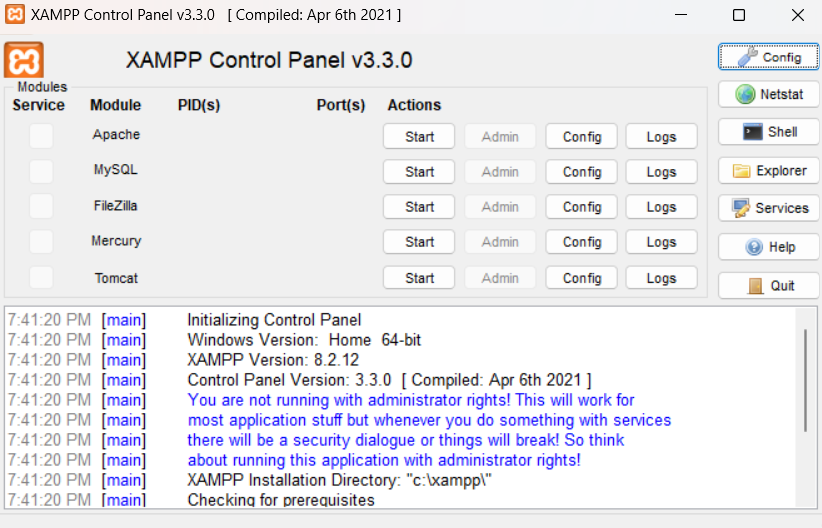 XAMPP Control Panel v3.3.0 [ Compiled: Apr 6th 2021 ]
XAMPP Control Panel v3.3.0
Config
Modules
Service Module PID(s) Port(s) Actions
Netstat
Apache Start Admin Config Logs
Shell
MySQL Start Admin Config Logs
Explorer
FileZilla Start Admin Config Logs
Services
Mercury Start Admin Config Logs
Help
Tomcat Start Admin Config Logs
Quit
7:41:20 PM [main] Initializing Control Panel
7:41:20 PM [main] Windows Version: Home 64-bit
7:41:20 PM [main] XAMPP Version: 8.2.12
7:41:20 PM [main] Control Panel Version: 3.3.0 [ Compiled: Apr 6th 2021 ]
7:41:20 PM [main] You are not running with administrator rights! This will work for
7:41:20 PM [main] most application stuff but whenever you do something with services
7:41:20 PM [main] there will be a security dialogue or things will break! So think
7:41:20 PM [main] about running this application with administrator rights!
7:41:20 PM [main] XAMPP Installation Directory: "c:\xampp\"
7:41:20 PM [main] Checking for prerequisites